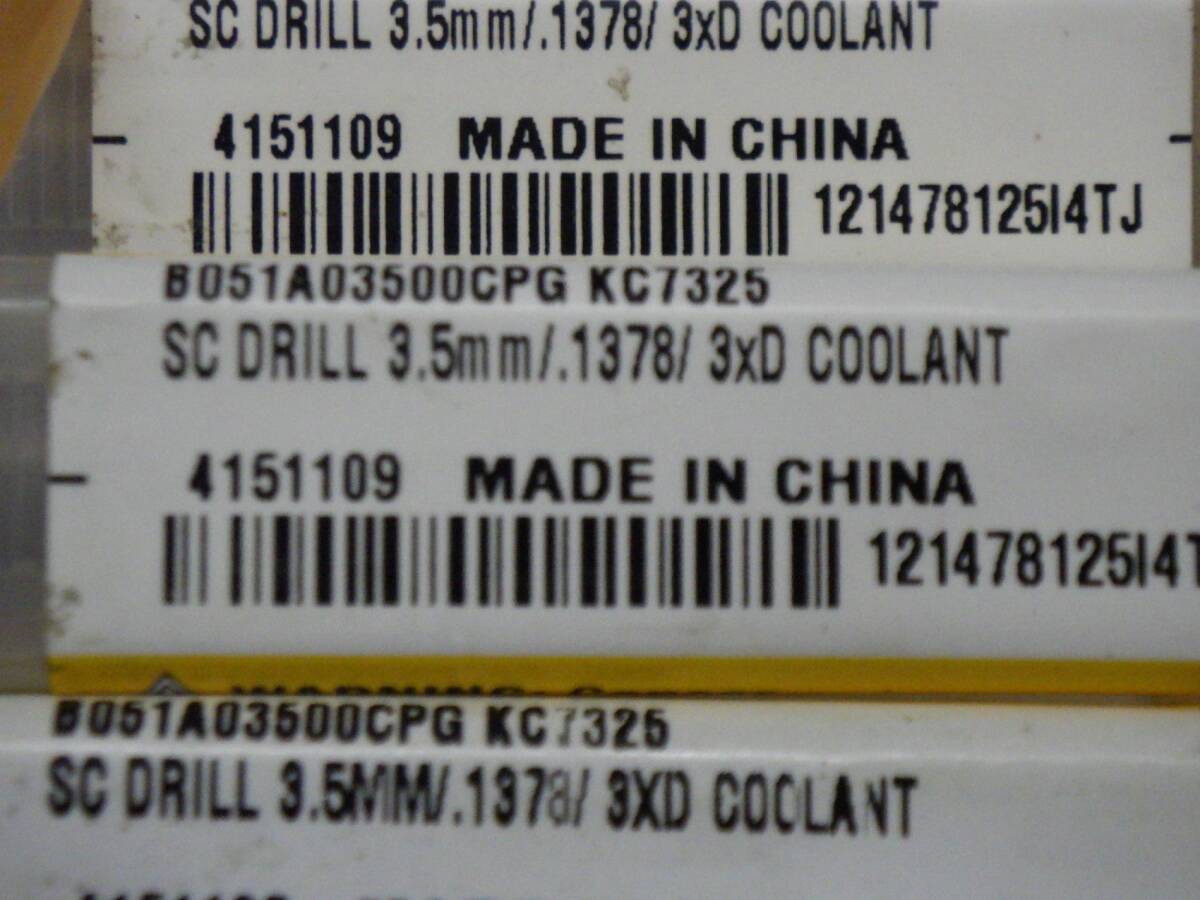 SC DRILL 3.5mm/.1378/ 3xD COOLANT
4151109 MADE IN CHINA
121478125I4TJ
B051A03500CPG KC7325
SC DRILL 3.5mm/.1378/ 3xD COOLANT
4151109 MADE IN CHINA
121478125I4T
B051A03500CPG KC7325
SC DRILL 3.5MM/.1378/ 3XD COOLANT